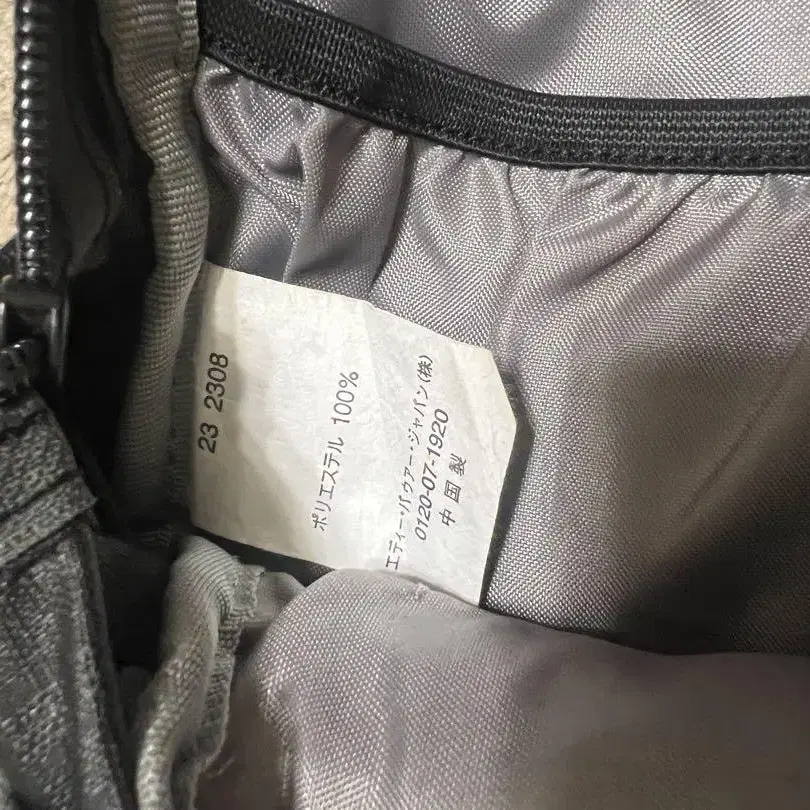 23 2308
ポリエステル 100%
エディー・バウアー・ジャパン(株)
0120-07-1920
中国製